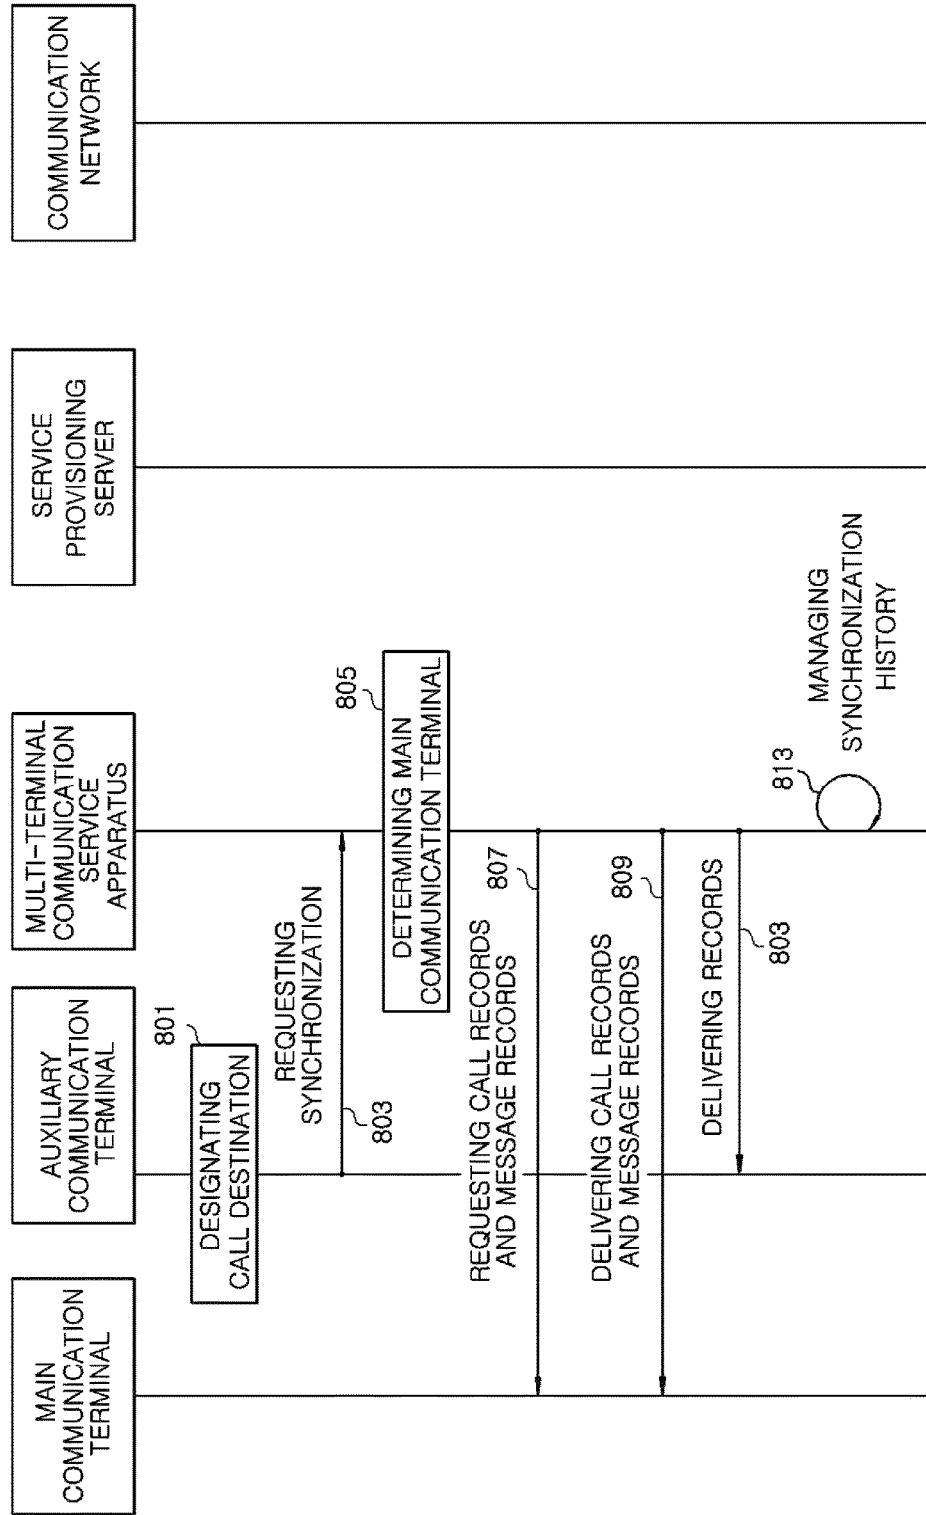 MAIN
COMMUNICATION
TERMINAL
AUXILIARY
COMMUNICATION
TERMINAL
MULTI-TERMINAL
COMMUNICATION
SERVICE
APPARATUS
SERVICE
PROVISIONING
SERVER
COMMUNICATION
NETWORK
801
DESIGNATING
CALL DESTINATION
REQUESTING
SYNCHRONIZATION
803
805
DETERMINING MAIN
COMMUNICATION TERMINAL
REQUESTING CALL RECORDS
AND MESSAGE RECORDS
807
DELIVERING CALL RECORDS
AND MESSAGE RECORDS
809
DELIVERING RECORDS
803
813
MANAGING
SYNCHRONIZATION
HISTORY